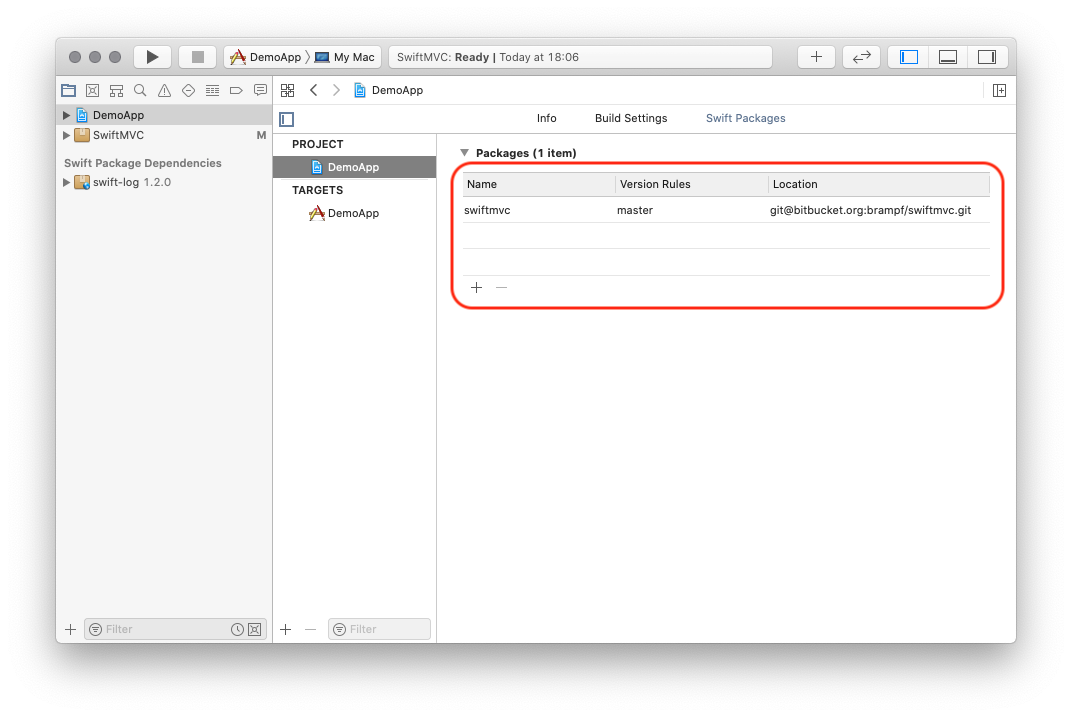 DemoApp My Mac SwiftMVC: Ready | Today at 18:06
DemoApp
DemoApp
SwiftMVC M
Swift Package Dependencies
swift-log 1.2.0
Filter
Info Build Settings Swift Packages
PROJECT
DemoApp
TARGETS
DemoApp
Filter
Packages (1 item)
Name Version Rules Location
swiftmvc master git@bitbucket.org:brampf/swiftmvc.git